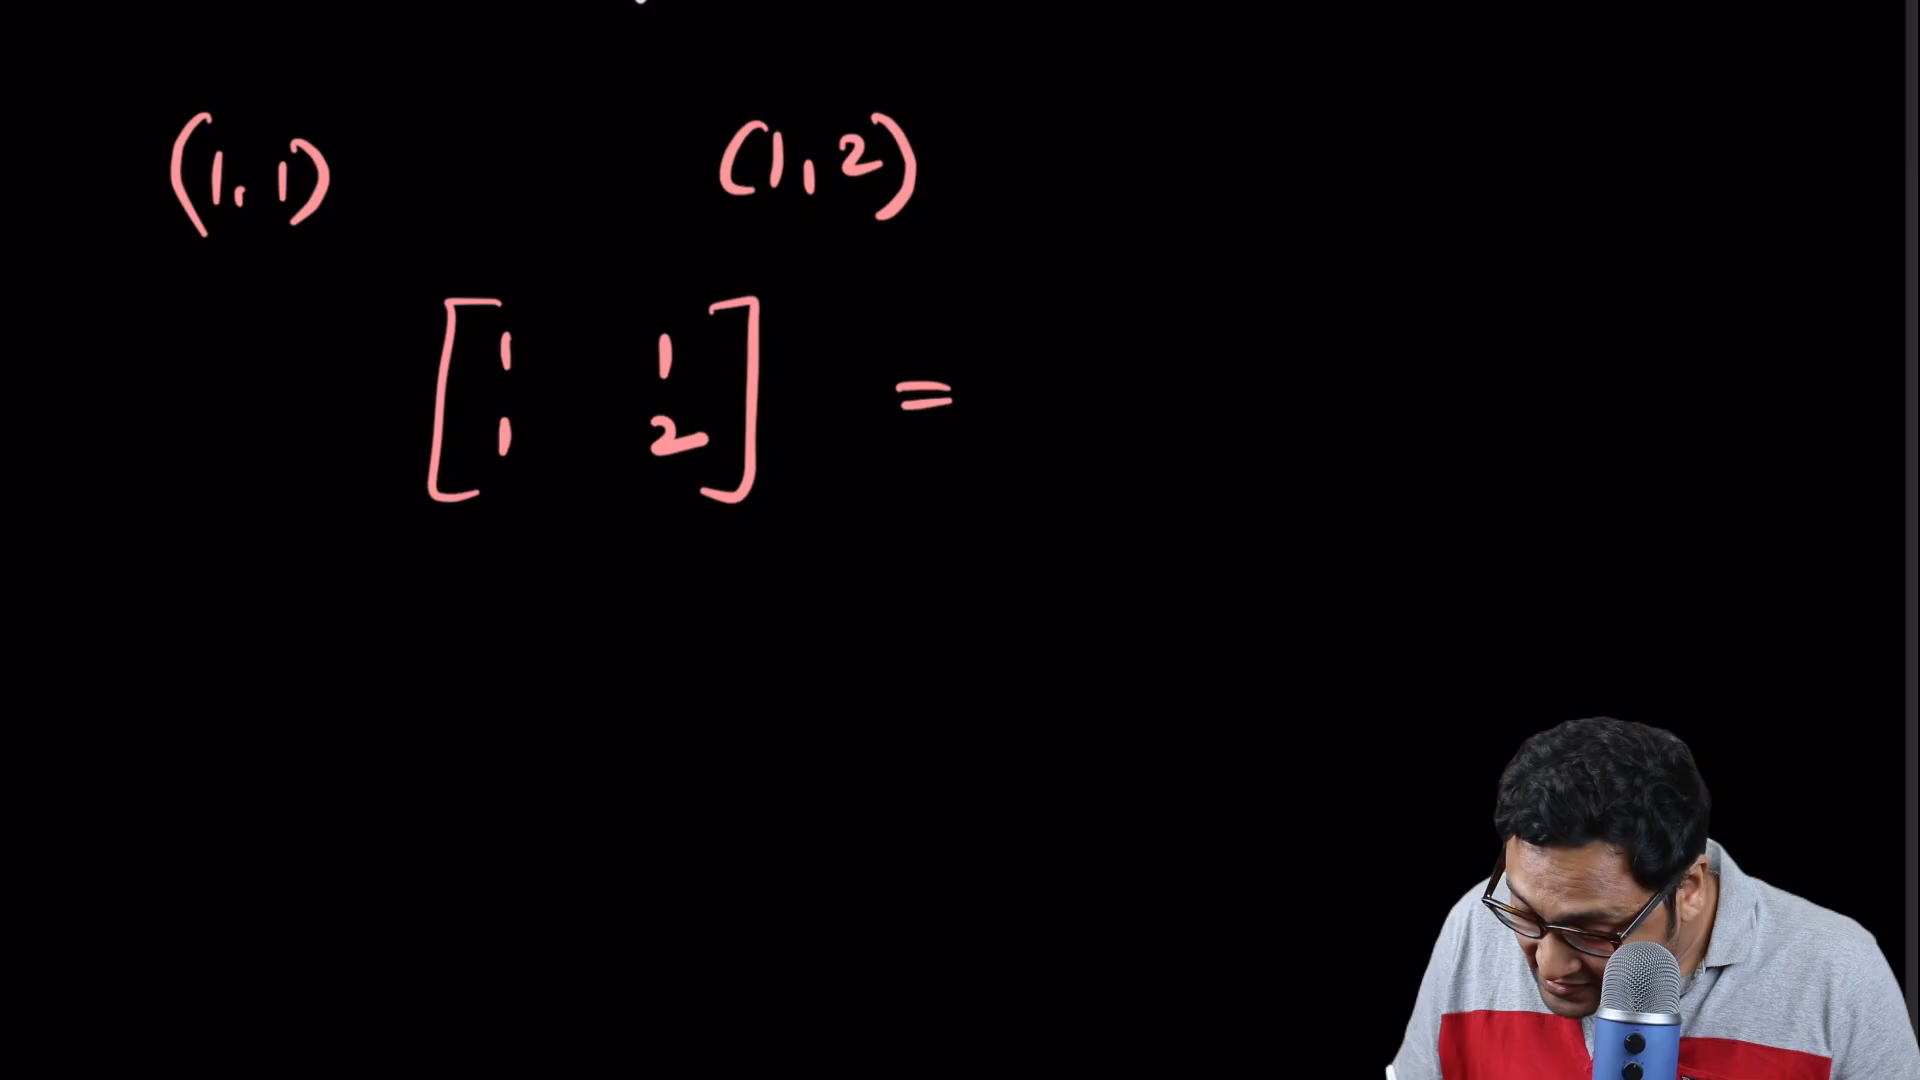 (1, 1) (1, 2)
[ 1 1
1 2 ] =